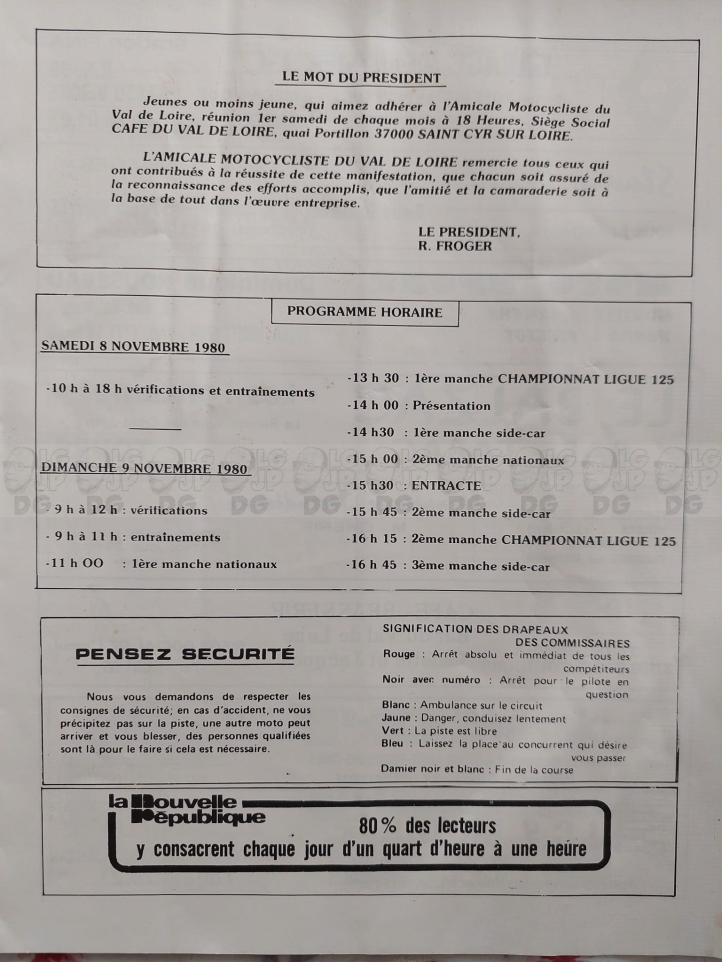 LE MOT DU PRESIDENT
Jeunes ou moins jeune, qui aimez adhérer à l'Amicale Motocycliste du
Val de Loire, réunion 1er samedi de chaque mois à 18 Heures, Siège Social
CAFE DU VAL DE LOIRE, quai Portillon 37000 SAINT CYR SUR LOIRE.
L'AMICALE MOTOCYCLISTE DU VAL DE LOIRE remercie tous ceux qui
ont contribués à la réussite de cette manifestation, que chacun soit assuré de
la reconnaissance des efforts accomplis, que l'amitié et la camaraderie soit à
la base de tout dans l'œuvre entreprise.
LE PRESIDENT,
R. FROGER
PROGRAMME HORAIRE
SAMEDI 8 NOVEMBRE 1980
-10 h à 18 h vérifications et entraînements
DIMANCHE 9 NOVEMBRE 1980
- 9 h à 12 h : vérifications
- 9 h à 11 h : entraînements
-11 h OO : 1ère manche nationaux
-13 h 30 : 1ère manche CHAMPIONNAT LIGUE 125
-14 h 00 : Présentation
-14 h30 : 1ère manche side-car
-15 h 00 : 2ème manche nationaux
-15 h30 : ENTRACTE
-15 h 45 : 2ème manche side-car
-16 h 15 : 2ème manche CHAMPIONNAT LIGUE 125
-16 h 45 : 3ème manche side-car
PENSEZ SECURITÉ
Nous vous demandons de respecter les
consignes de sécurité; en cas d'accident, ne vous
précipitez pas sur la piste, une autre moto peut
arriver et vous blesser, des personnes qualifiées
sont là pour le faire si cela est nécessaire.
SIGNIFICATION DES DRAPEAUX
DES COMMISSAIRES
Rouge : Arrêt absolu et immédiat de tous les
compétiteurs
Noir avec numéro : Arrêt pour le pilote en
question
Blanc : Ambulance sur le circuit
Jaune : Danger, conduisez lentement
Vert : La piste est libre
Bleu : Laissez la place au concurrent qui désire
vous passer
Damier noir et blanc : Fin de la course
la Nouvelle
République
80 % des lecteurs
y consacrent chaque jour d'un quart d'heure à une heure